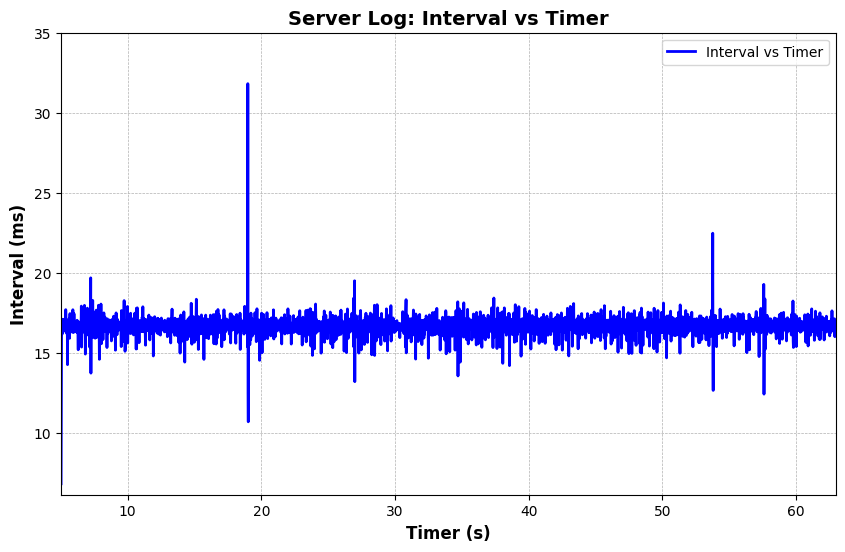 Server Log: Interval vs Timer
Interval vs Timer
35
30
25
20
15
10
Interval (ms)
10 20 30 40 50 60
Timer (s)